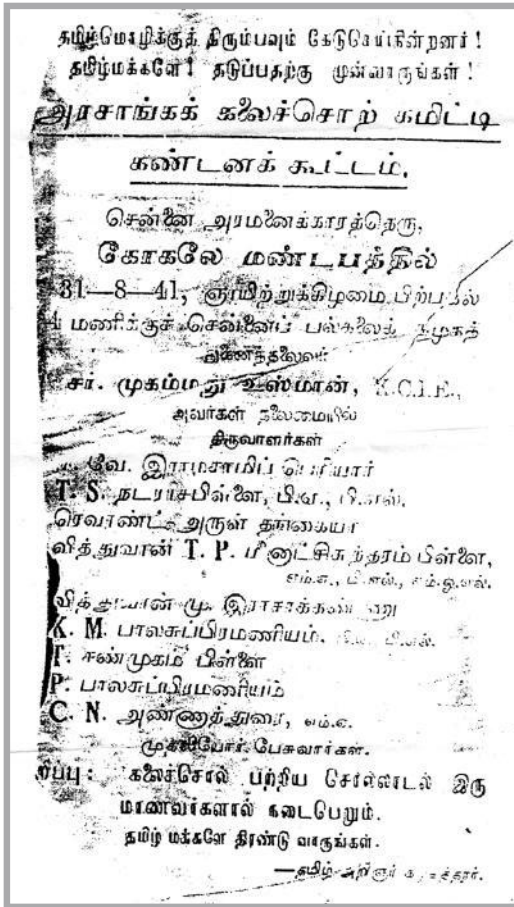 தமிழ்மொழிக்குத் திரும்பவும் கேடுசெய்கின்றனர்!
தமிழ்மக்களே! தடுப்பதற்கு முன்வாருங்கள்!
அரசாங்கக் கலைச்சொற் கமிட்டி
கண்டனக் கூட்டம்.
சென்னை அரமனைக்காரத்தெரு,
கோகலே மண்டபத்தில்
31—8—41, ஞாயிற்றுக்கிழமை பிற்பகல்
4 மணிக்குச் சென்னைப் பல்கலைக் கழகத்
துணைத்தலைவர்
சர். முகம்மது உஸ்மான், K.C.I.E.,
அவர்கள் தலைமையில்
திருவாளர்கள்
வே. இராமசாமிப் பெரியார்
T. S. நடராசபிள்ளை, பி.ஏ., பி.எல்.
ரெவரண்ட் அருள் தங்கையா
வித்துவான் T. P. மீனாட்சிசுந்தரம் பிள்ளை,
எம்.ஏ., பி.எல்., எம்.ஓ.எல்.
வித்துவான் மு. இராசாக்கண்ணு
K. M. பாலசுப்பிரமணியம், பி.ஏ., பி.எல்.
T. சண்முகம் பிள்ளை
P. பாலசுப்பிரமணியம்
C. N. அண்ணாத்துரை, எம்.ஏ.
முதலியோர் பேசுவார்கள்.
கலைச்சொல் பற்றிய சொல்லாடல் இரு
மாணவர்களால் நடைபெறும்.
தமிழ் மக்களே திரண்டு வாருங்கள்.
—தமிழ் அறிஞர் கழகத்தார்.